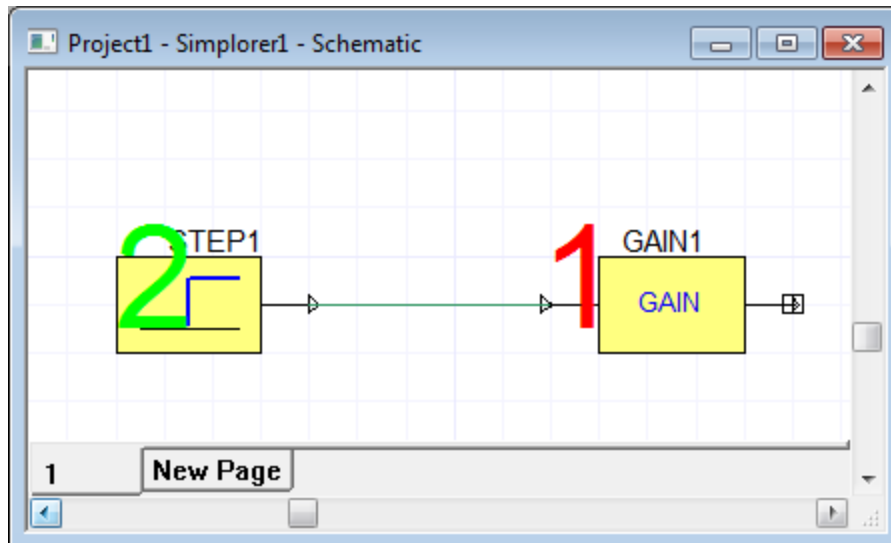 Project1 - Simplorer1 - Schematic
2 STEP1
1 GAIN1
GAIN
1 New Page